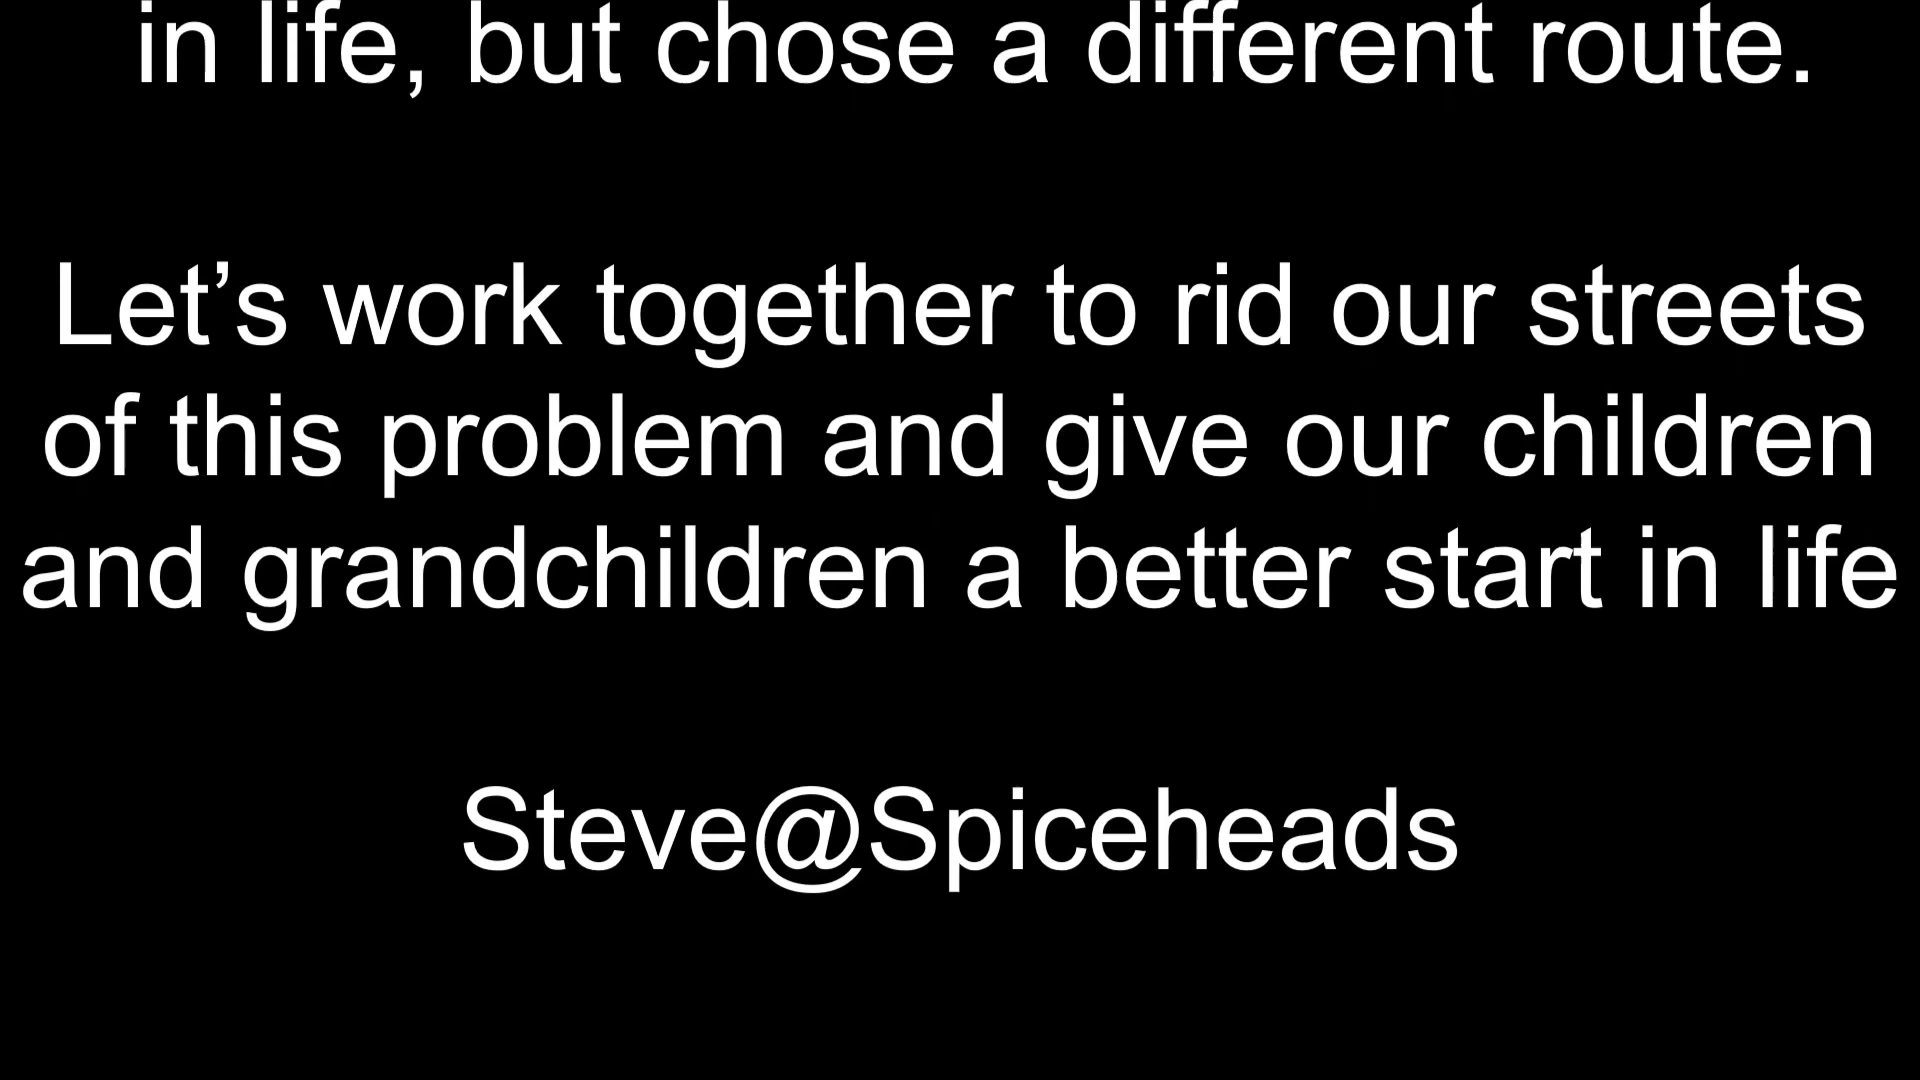 in life, but chose a different route.
Let’s work together to rid our streets
of this problem and give our children
and grandchildren a better start in life
Steve@Spiceheads